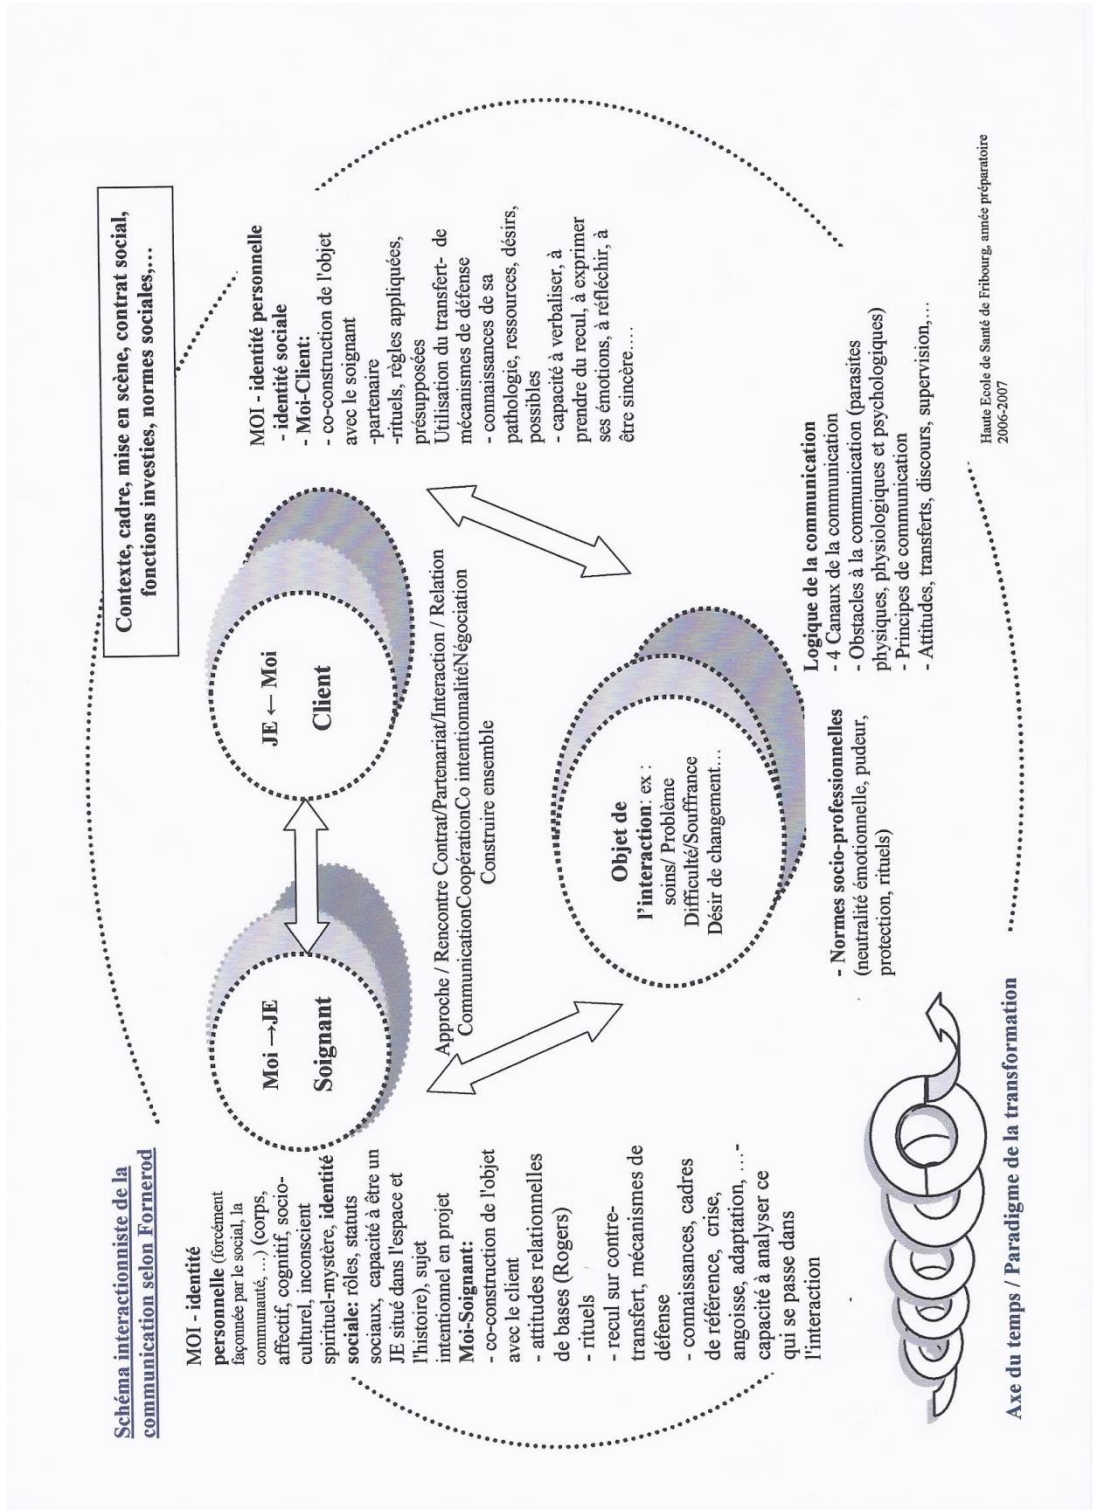 Schéma interactionniste de la
communication selon Fornerod
Contexte, cadre, mise en scène, contrat social,
fonctions investies, normes sociales,…
MOI - identité
personnelle (forcément
façonnée par le social, la
communauté, …) (corps,
affectif, cognitif, socio-
culturel, inconscient
spirituel-mystère, identité
sociale: rôles, statuts
sociaux, capacité à être un
JE situé dans l'espace et
l'histoire), sujet
intentionnel en projet
Moi-Soignant:
- co-construction de l'objet
avec le client
- attitudes relationnelles
de bases (Rogers)
- rituels
- recul sur contre-
transfert, mécanismes de
défense
- connaissances, cadres
de référence, crise,
angoisse, adaptation, …-
capacité à analyser ce
qui se passe dans
l'interaction
Moi →JE
Soignant
JE ← Moi
Client
Approche / Rencontre Contrat/Partenariat/Interaction / Relation
CommunicationCoopérationCo intentionnalitéNégociation
Construire ensemble
MOI - identité personnelle
- identité sociale
- Moi-Client:
- co-construction de l'objet
avec le soignant
-partenaire
-rituels, règles appliquées,
présupposées
Utilisation du transfert- de
mécanismes de défense
- connaissances de sa
pathologie, ressources, désirs,
possibles
- capacité à verbaliser, à
prendre du recul, à exprimer
ses émotions, à réfléchir, à
être sincère….
Objet de
l'interaction: ex :
soins/ Problème
Difficulté/Souffrance
Désir de changement…
- Normes socio-professionnelles
(neutralité émotionnelle, pudeur,
protection, rituels)
Logique de la communication
- 4 Canaux de la communication
- Obstacles à la communication (parasites
physiques, physiologiques et psychologiques)
- Principes de communication
- Attitudes, transferts, discours, supervision,…
Axe du temps / Paradigme de la transformation
Haute Ecole de Santé de Fribourg, année préparatoire
2006-2007